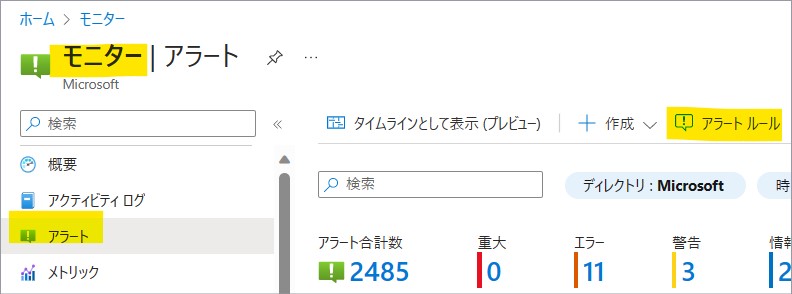 ホーム > モニター
モニター | アラート
Microsoft
検索
概要
アクティビティ ログ
アラート
メトリック
タイムラインとして表示 (プレビュー) 作成 アラート ルール
検索 ディレクトリ : Microsoft 時
アラート合計数 重大 エラー 警告 情報
2485 0 11 3